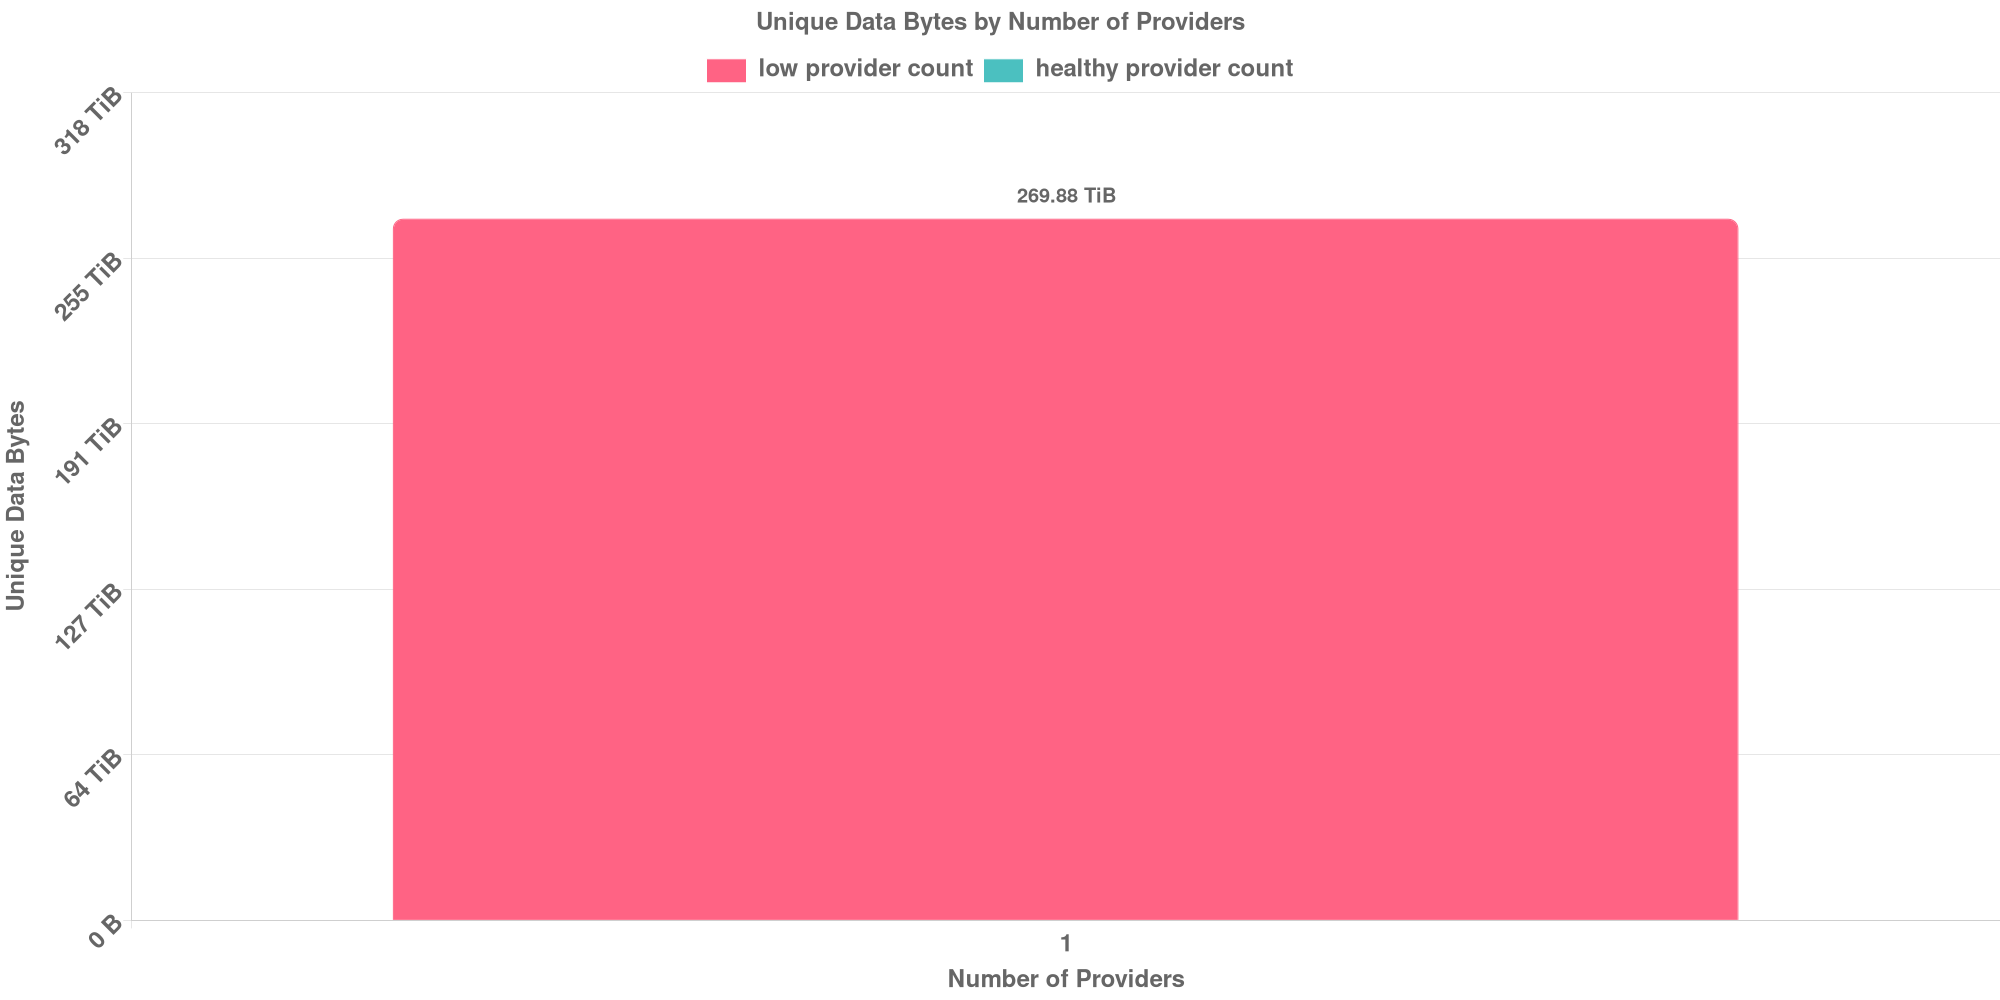 Unique Data Bytes by Number of Providers
low provider count
healthy provider count
318 TiB
269.88 TiB
255 TiB
191 TiB
127 TiB
64 TiB
0 B
Unique Data Bytes
1
Number of Providers